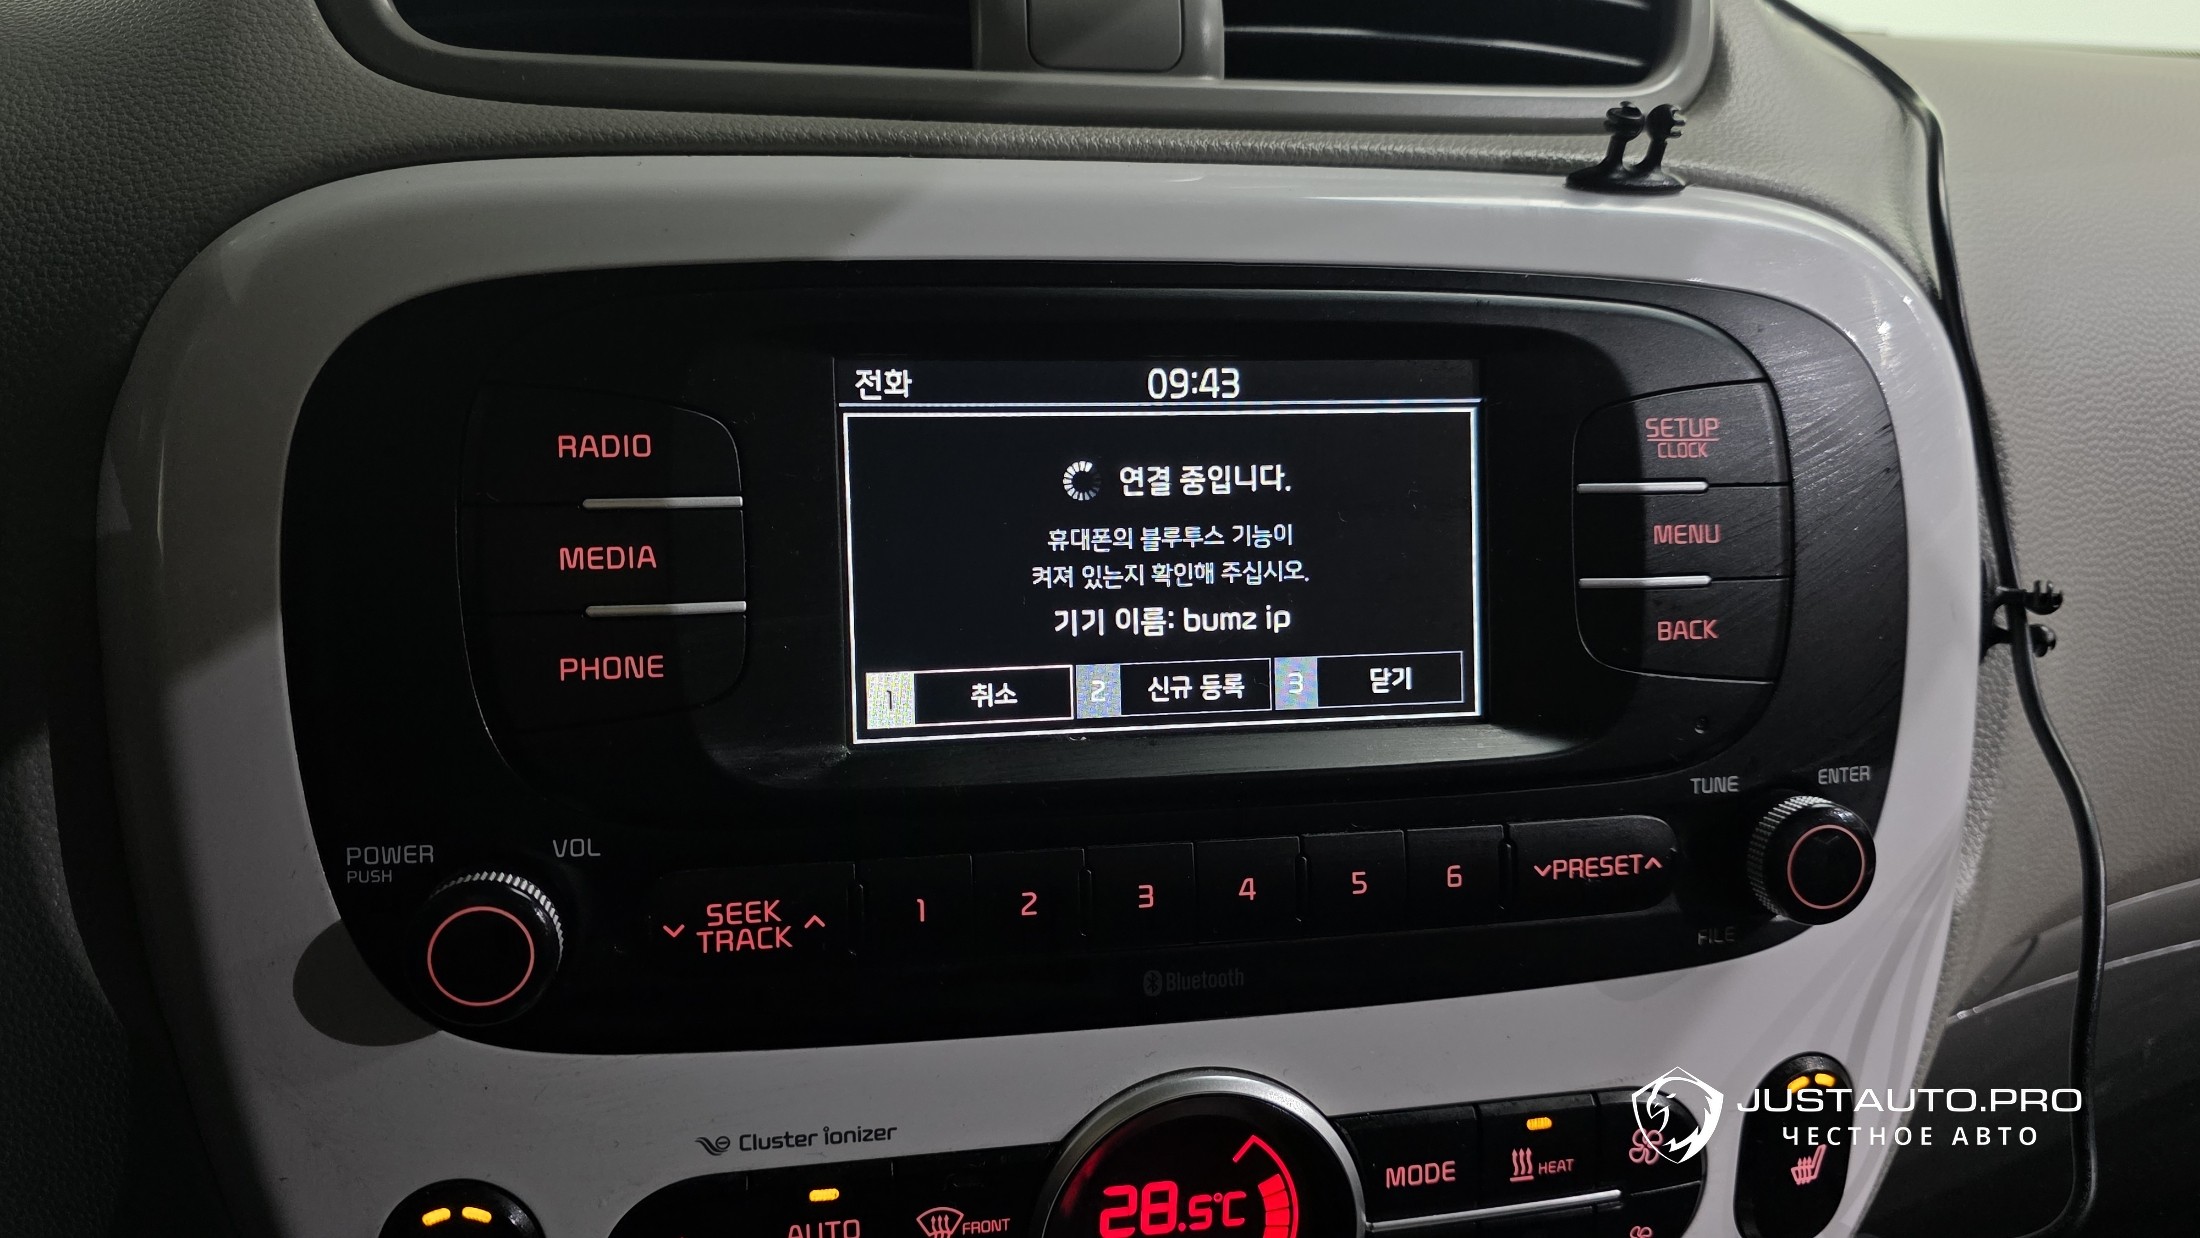 전화 09:43
연결 중입니다.
휴대폰의 블루투스 기능이
켜져 있는지 확인해 주십시오.
기기 이름: bumz ip
1 취소 2 신규 등록 3 닫기
RADIO
MEDIA
PHONE
SETUP
CLOCK
MENU
BACK
TUNE
ENTER
FILE
POWER
PUSH
VOL
SEEK
TRACK
1 2 3 4 5 6
PRESET
Bluetooth
Cluster ionizer
AUTO
FRONT
28.5°C
MODE
HEAT
JUSTAUTO.PRO
ЧЕСТНОЕ АВТО